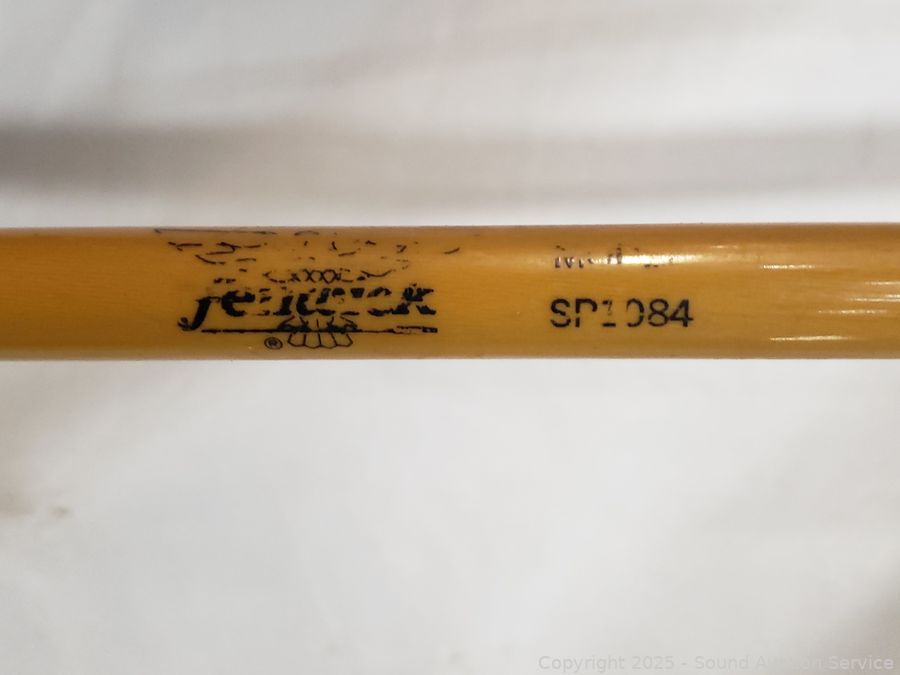 Fenwick
®
SP1084
Copyright 2025 - Sound Auction Service